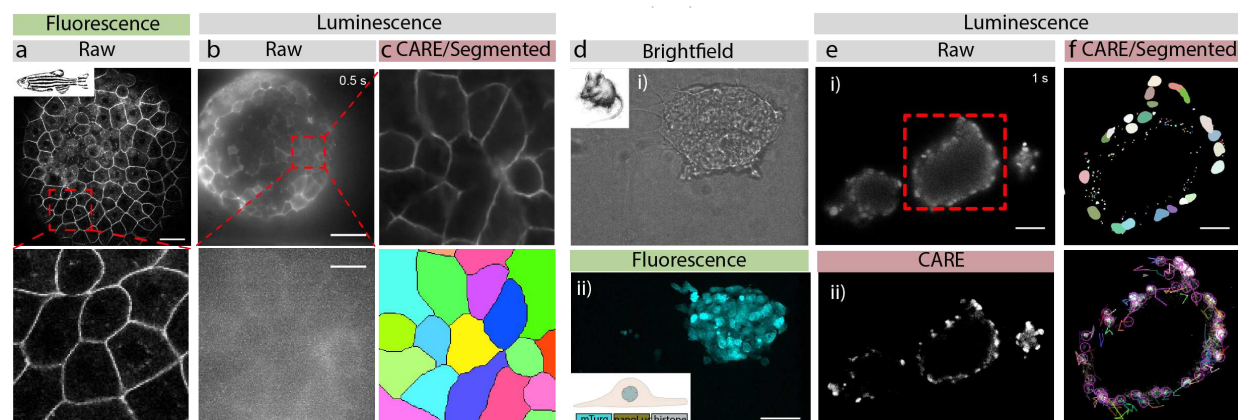 Fluorescence
Luminescence
Luminescence
a
Raw
b
Raw
c
CARE/Segmented
d
Brightfield
e
Raw
f
CARE/Segmented
0.5 s
i)
i)
1 s
Fluorescence
CARE
ii)
ii)
mTurq
histone